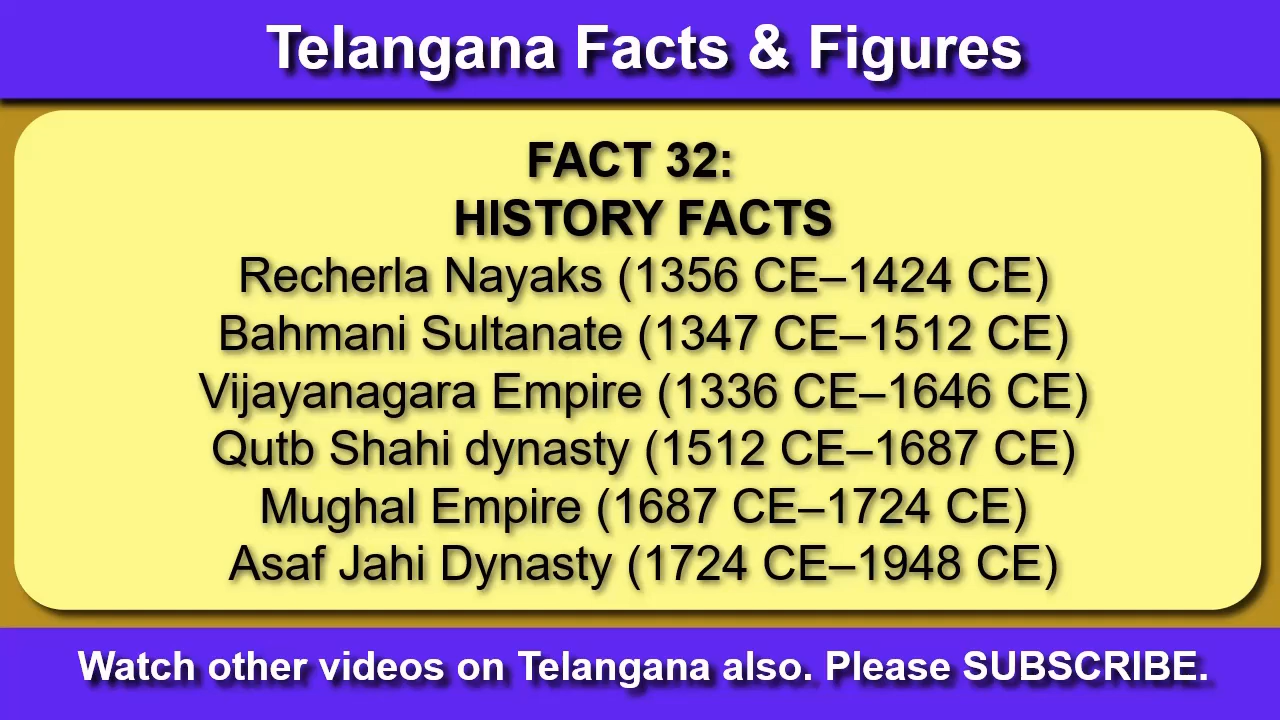 Telangana Facts & Figures
FACT 32:
HISTORY FACTS
Recherla Nayaks (1356 CE–1424 CE)
Bahmani Sultanate (1347 CE–1512 CE)
Vijayanagara Empire (1336 CE–1646 CE)
Qutb Shahi dynasty (1512 CE–1687 CE)
Mughal Empire (1687 CE–1724 CE)
Asaf Jahi Dynasty (1724 CE–1948 CE)
Watch other videos on Telangana also. Please SUBSCRIBE.